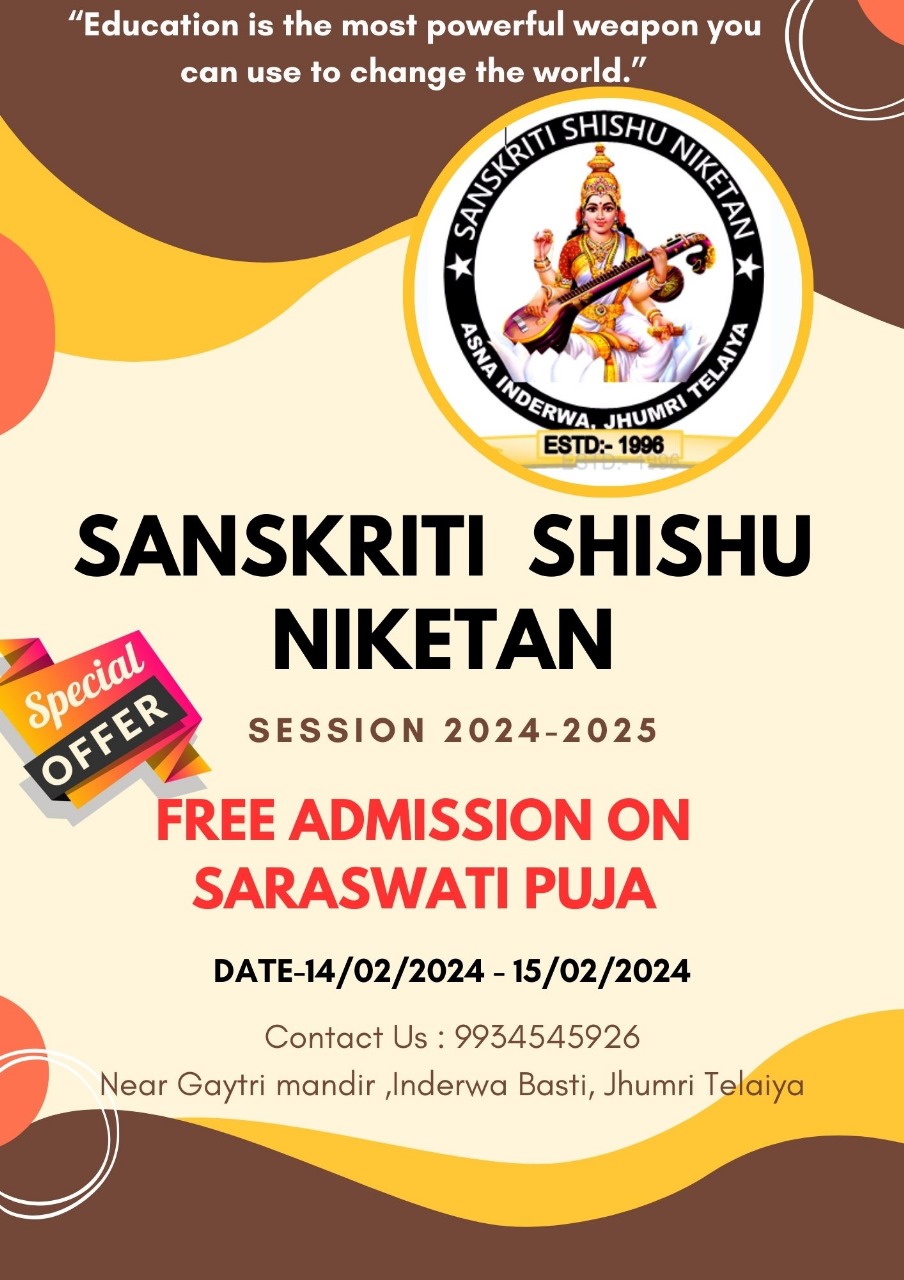 “Education is the most powerful weapon you
can use to change the world.”
SANSKRITI SHISHU NIKETAN
ASNA INDERWA, JHUMRI TELAIYA
ESTD:- 1996
ESTD:- 1996
SANSKRITI SHISHU
NIKETAN
Special
OFFER
SESSION 2024-2025
FREE ADMISSION ON
SARASWATI PUJA
DATE-14/02/2024 - 15/02/2024
Contact Us : 9934545926
Near Gaytri mandir ,Inderwa Basti, Jhumri Telaiya